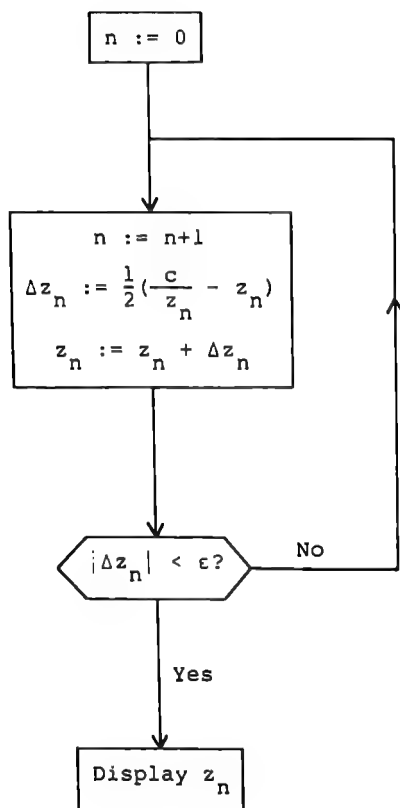 n := 0
n := n+1
Δz_n := 1/2(c/z_n - z_n)
z_n := z_n + Δz_n
|Δz_n| < ε?
No
Yes
Display z_n